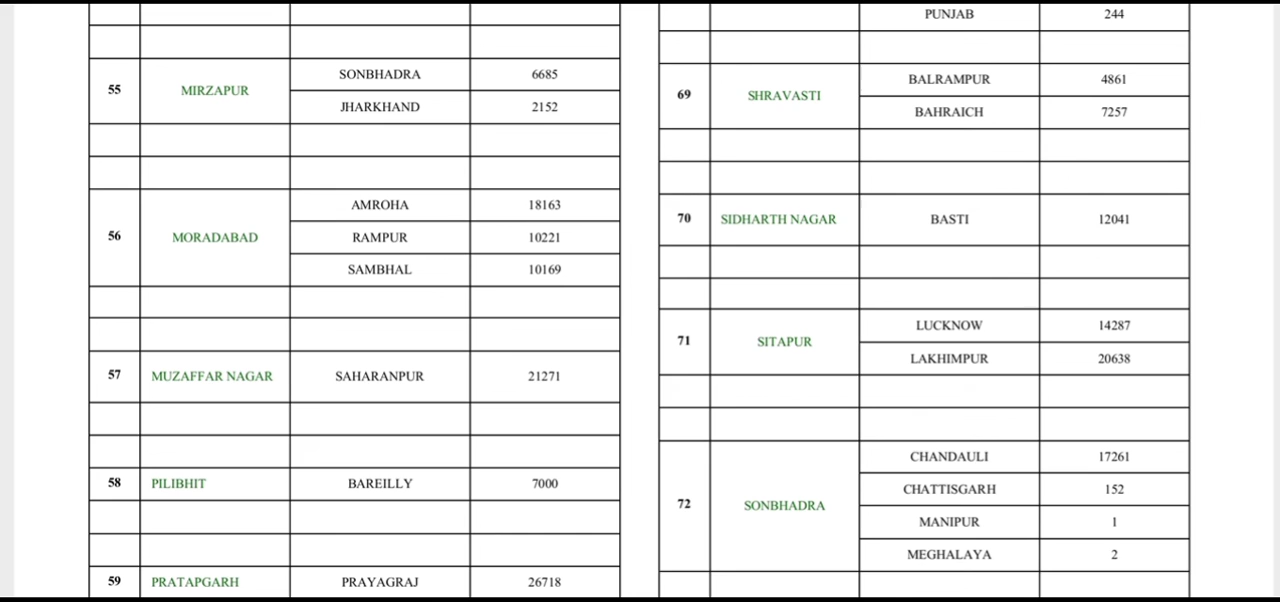 55 MIRZAPUR SONBHADRA 6685
JHARKHAND 2152
56 MORADABAD AMROHA 18163
RAMPUR 10221
SAMBHAL 10169
57 MUZAFFAR NAGAR SAHARANPUR 21271
58 PILIBHIT BAREILLY 7000
59 PRATAPGARH PRAYAGRAJ 26718
PUNJAB 244
69 SHRAVASTI BALRAMPUR 4861
BAHRAICH 7257
70 SIDHARTH NAGAR BASTI 12041
71 SITAPUR LUCKNOW 14287
LAKHIMPUR 20638
72 SONBHADRA CHANDAULI 17261
CHATTISGARH 152
MANIPUR 1
MEGHALAYA 2